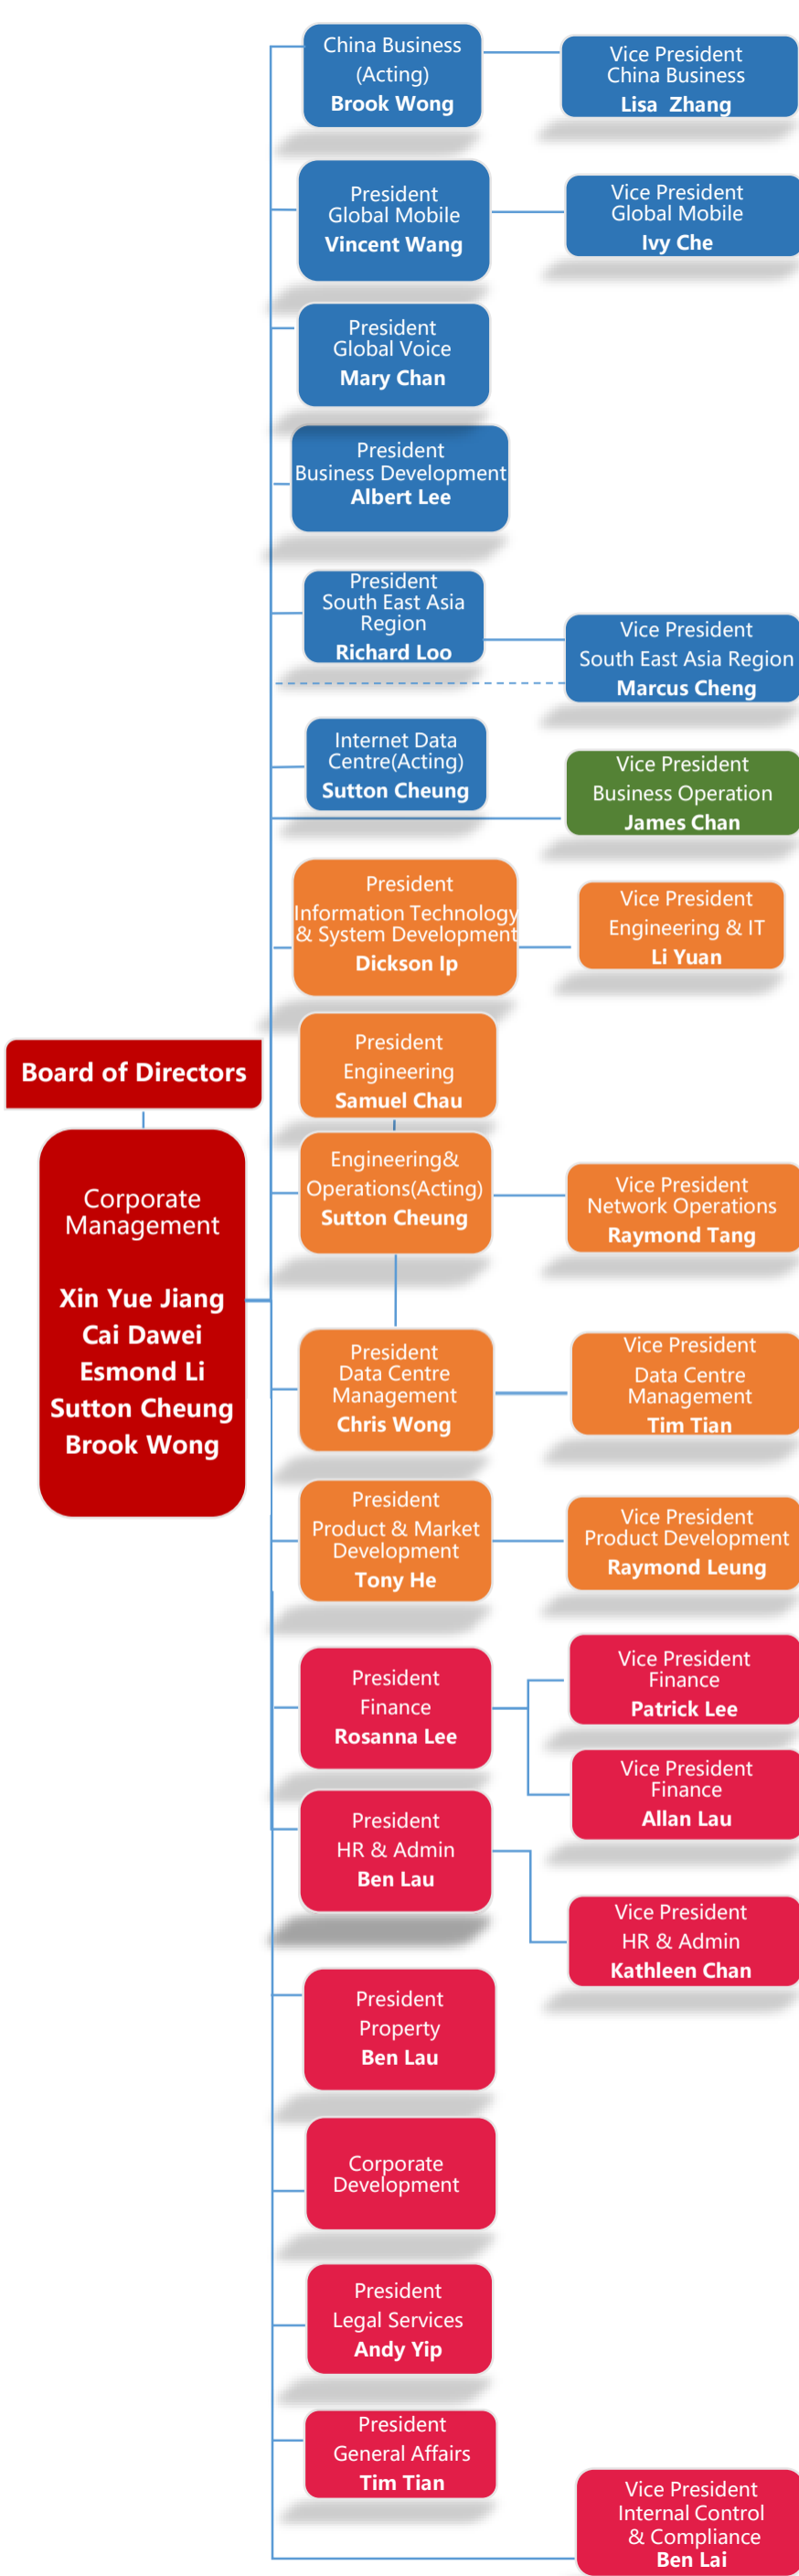 China Business
(Acting)
Brook Wong
Vice President
China Business
Lisa Zhang
President
Global Mobile
Vincent Wang
Vice President
Global Mobile
Ivy Che
President
Global Voice
Mary Chan
President
Business Development
Albert Lee
President
South East Asia
Region
Richard Loo
Vice President
South East Asia Region
Marcus Cheng
Internet Data
Centre(Acting)
Sutton Cheung
Vice President
Business Operation
James Chan
President
Information Technology
& System Development
Dickson Ip
Vice President
Engineering & IT
Li Yuan
President
Engineering
Samuel Chau
Board of Directors
Corporate
Management
Xin Yue Jiang
Cai Dawei
Esmond Li
Sutton Cheung
Brook Wong
Engineering&
Operations(Acting)
Sutton Cheung
Vice President
Network Operations
Raymond Tang
President
Data Centre
Management
Chris Wong
Vice President
Data Centre
Management
Tim Tian
President
Product & Market
Development
Tony He
Vice President
Product Development
Raymond Leung
President
Finance
Rosanna Lee
Vice President
Finance
Patrick Lee
Vice President
Finance
Allan Lau
President
HR & Admin
Ben Lau
Vice President
HR & Admin
Kathleen Chan
President
Property
Ben Lau
Corporate
Development
President
Legal Services
Andy Yip
President
General Affairs
Tim Tian
Vice President
Internal Control
& Compliance
Ben Lai